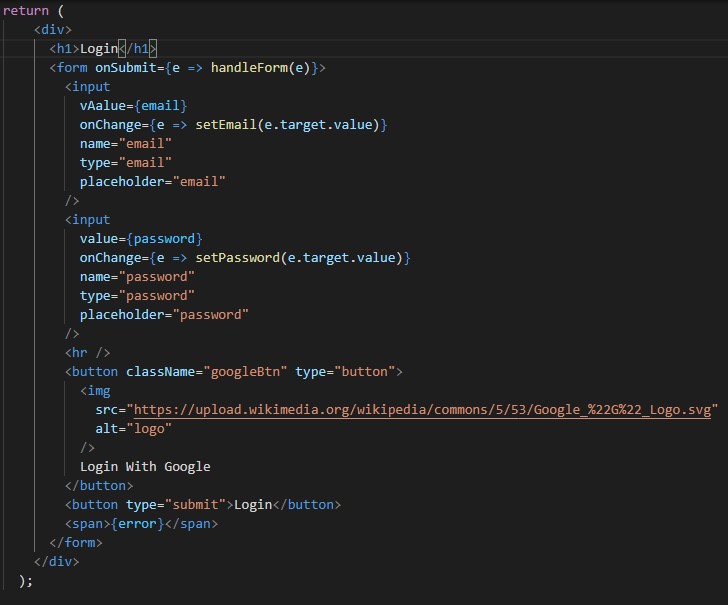 return (
<div>
<h1>Login</h1>
<form onSubmit={e => handleForm(e)}>
<input
vAalue={email}
onChange={e => setEmail(e.target.value)}
name="email"
type="email"
placeholder="email"
/>
<input
value={password}
onChange={e => setPassword(e.target.value)}
name="password"
type="password"
placeholder="password"
/>
<hr />
<button className="googleBtn" type="button">
<img
src="https://upload.wikimedia.org/wikipedia/commons/5/53/Google_%22G%22_Logo.svg"
alt="logo"
/>
Login With Google
</button>
<button type="submit">Login</button>
<span>{error}</span>
</form>
</div>
);